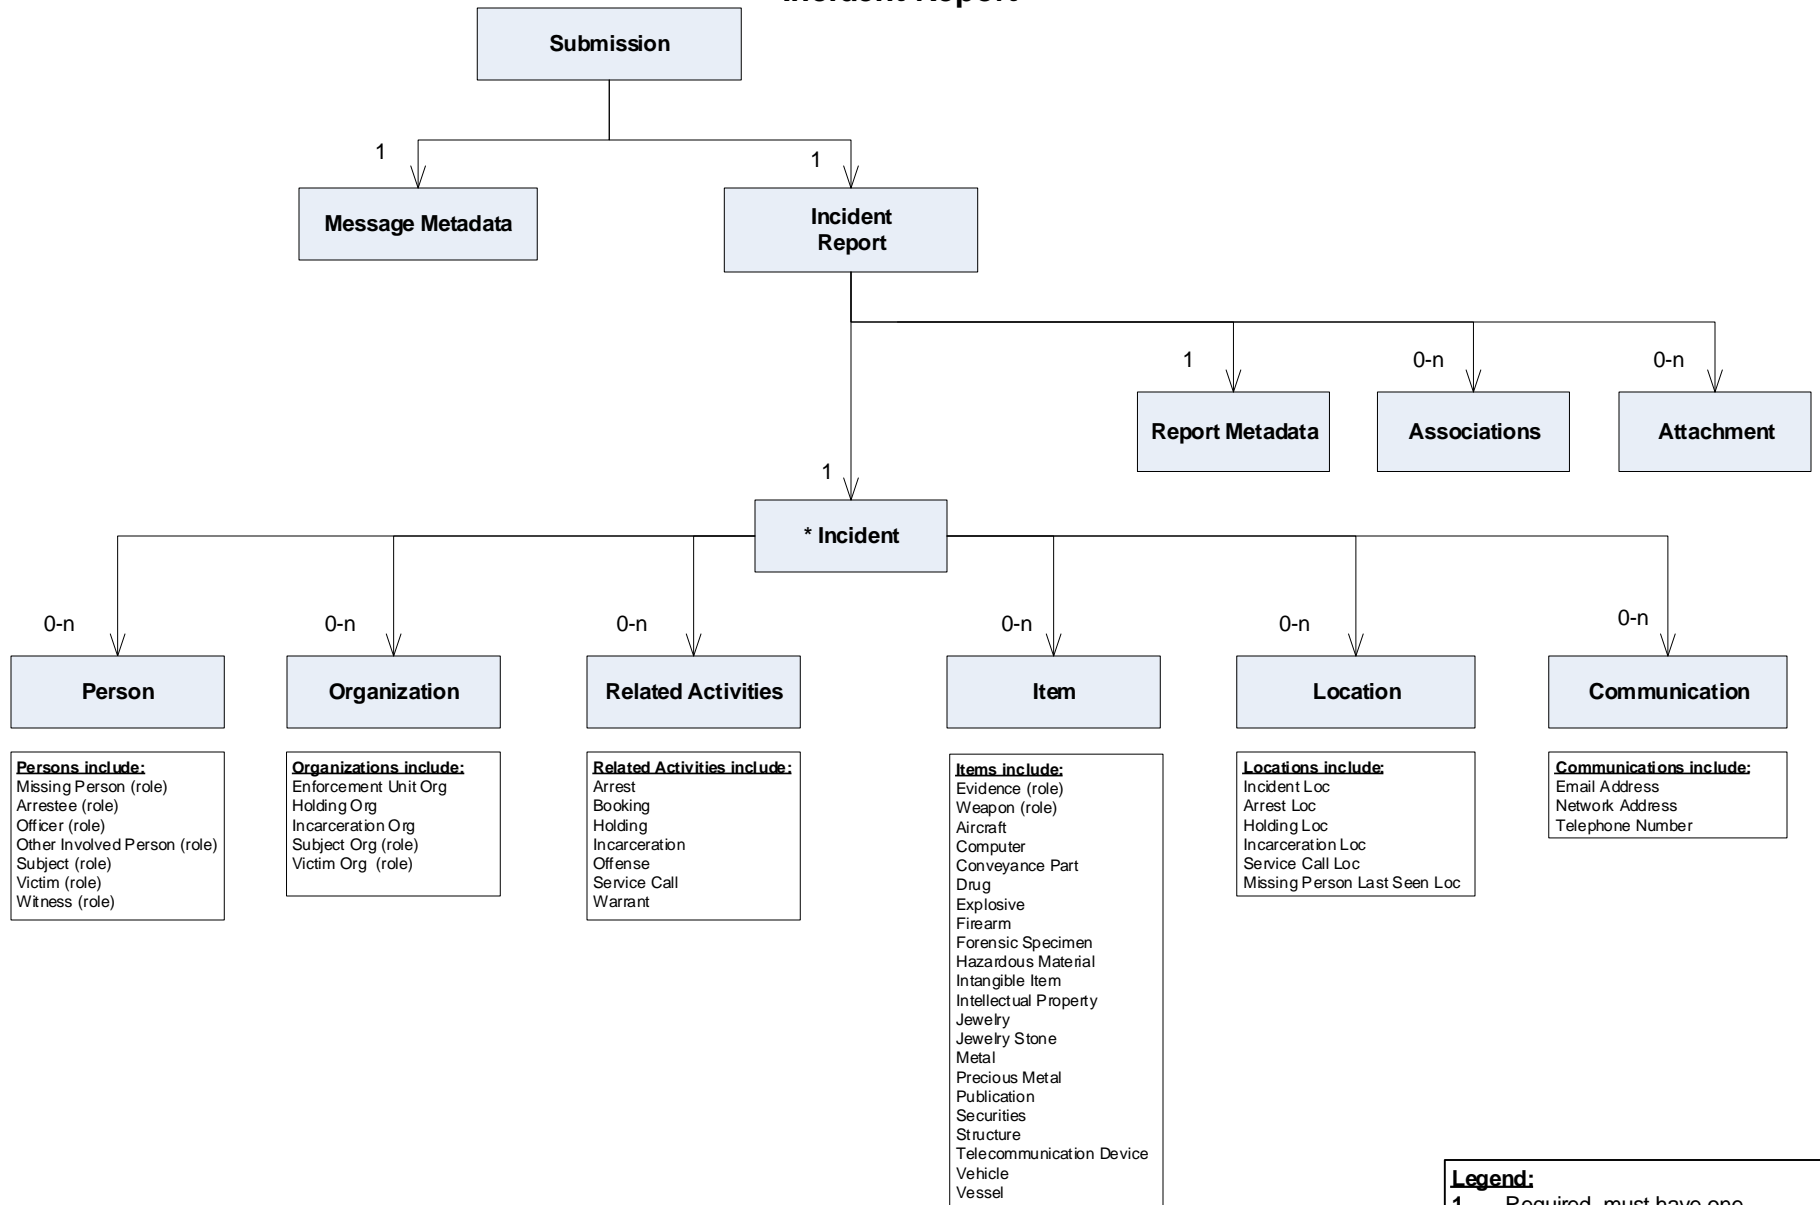 Incident Report
Submission
1
1
Message Metadata
Incident
Report
1
0-n
0-n
Report Metadata
Associations
Attachment
1
* Incident
0-n
0-n
0-n
0-n
0-n
0-n
Person
Organization
Related Activities
Item
Location
Communication
Persons include:
Missing Person (role)
Arrestee (role)
Officer (role)
Other Involved Person (role)
Subject (role)
Victim (role)
Witness (role)
Organizations include:
Enforcement Unit Org
Holding Org
Incarceration Org
Subject Org (role)
Victim Org  (role)
Related Activities include:
Arrest
Booking
Holding
Incarceration
Offense
Service Call
Warrant
Items include:
Evidence (role)
Weapon (role)
Aircraft
Computer
Conveyance Part
Drug
Explosive
Firearm
Forensic Specimen
Hazardous Material
Intangible Item
Intellectual Property
Jewelry
Jewelry Stone
Metal
Precious Metal
Publication
Securities
Structure
Telecommunication Device
Vehicle
Vessel
Locations include:
Incident Loc
Arrest Loc
Holding Loc
Incarceration Loc
Service Call Loc
Missing Person Last Seen Loc
Communications include:
Email Address
Network Address
Telephone Number
Legend:
1 Required, must have one